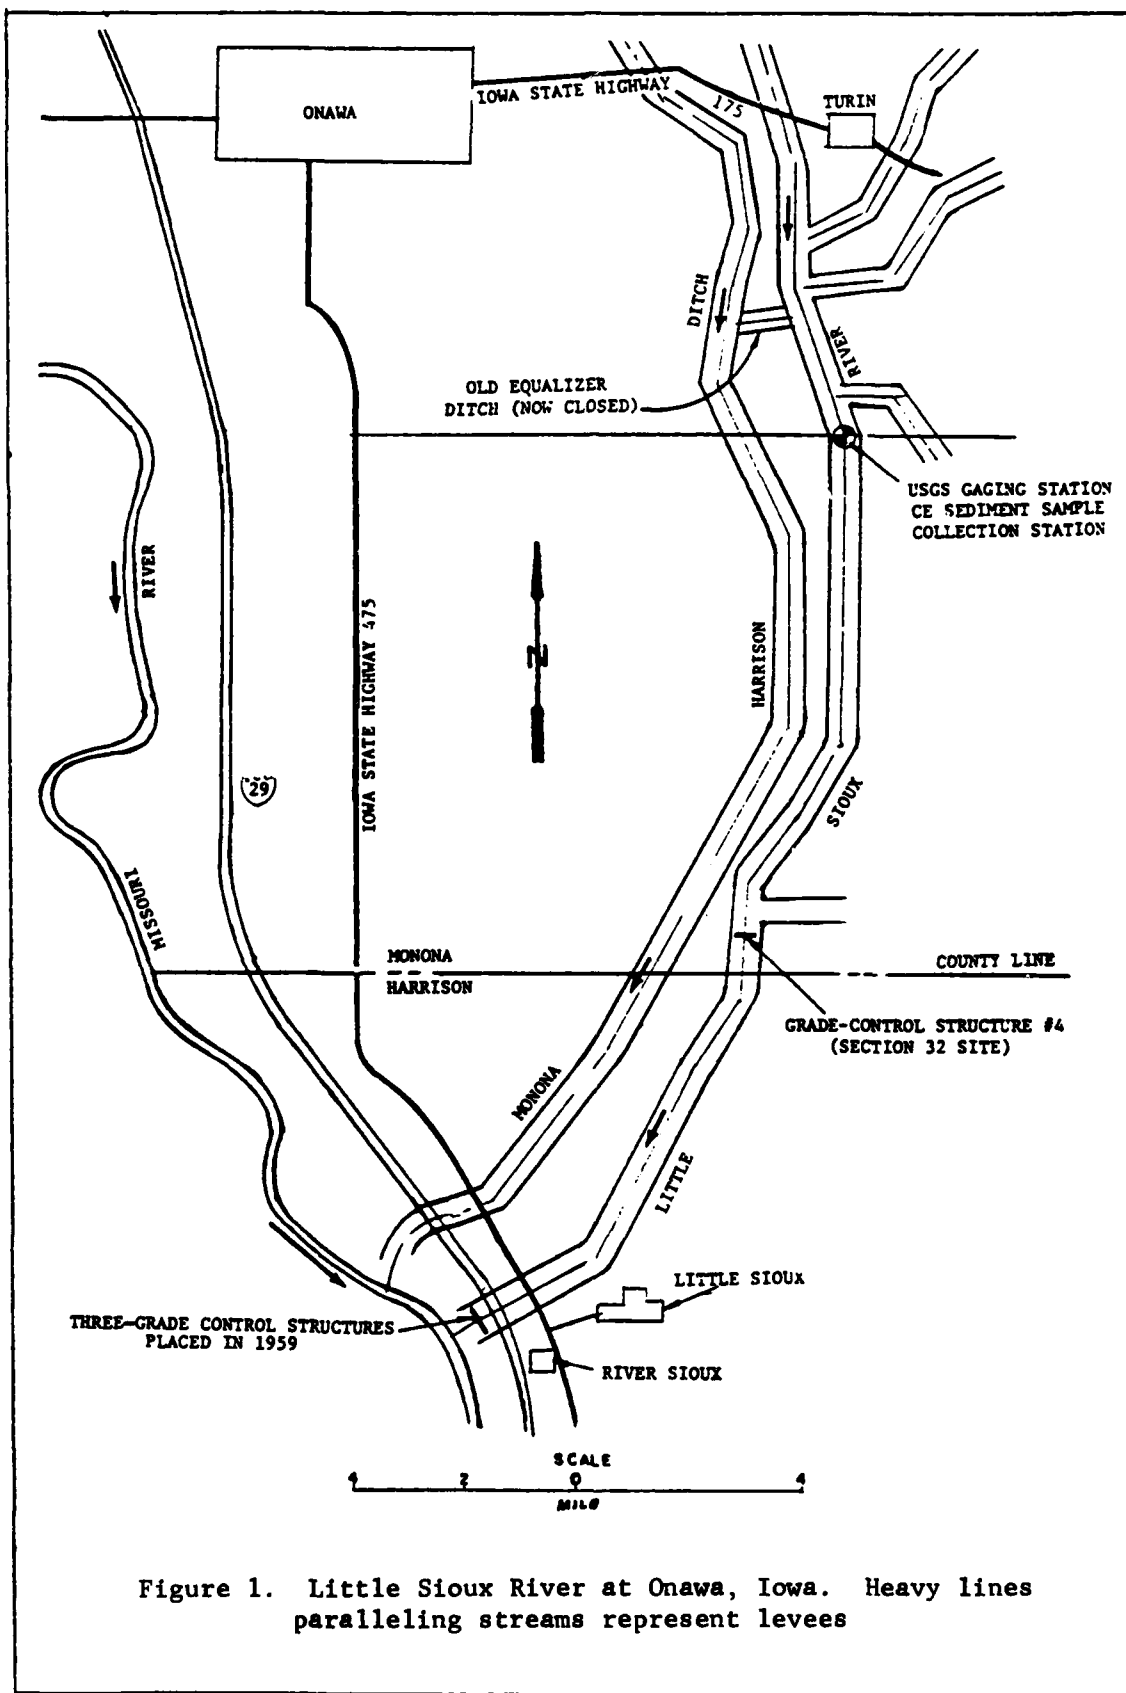 ONAWA
IOWA STATE HIGHWAY
175
TURIN
DITCH
RIVER
OLD EQUALIZER
DITCH (NOW CLOSED)
USGS GAGING STATION
CE SEDIMENT SAMPLE
COLLECTION STATION
RIVER
N
IOWA STATE HIGHWAY 475
HARRISON
29
SIOUX
MISSOURI
MONONA
HARRISON
COUNTY LINE
GRADE-CONTROL STRUCTURE #4
(SECTION 32 SITE)
MONONA
LITTLE
LITTLE SIOUX
THREE-GRADE CONTROL STRUCTURES
PLACED IN 1959
RIVER SIOUX
SCALE
4 2 0 4
MILE
Figure 1. Little Sioux River at Onawa, Iowa. Heavy lines
paralleling streams represent levees